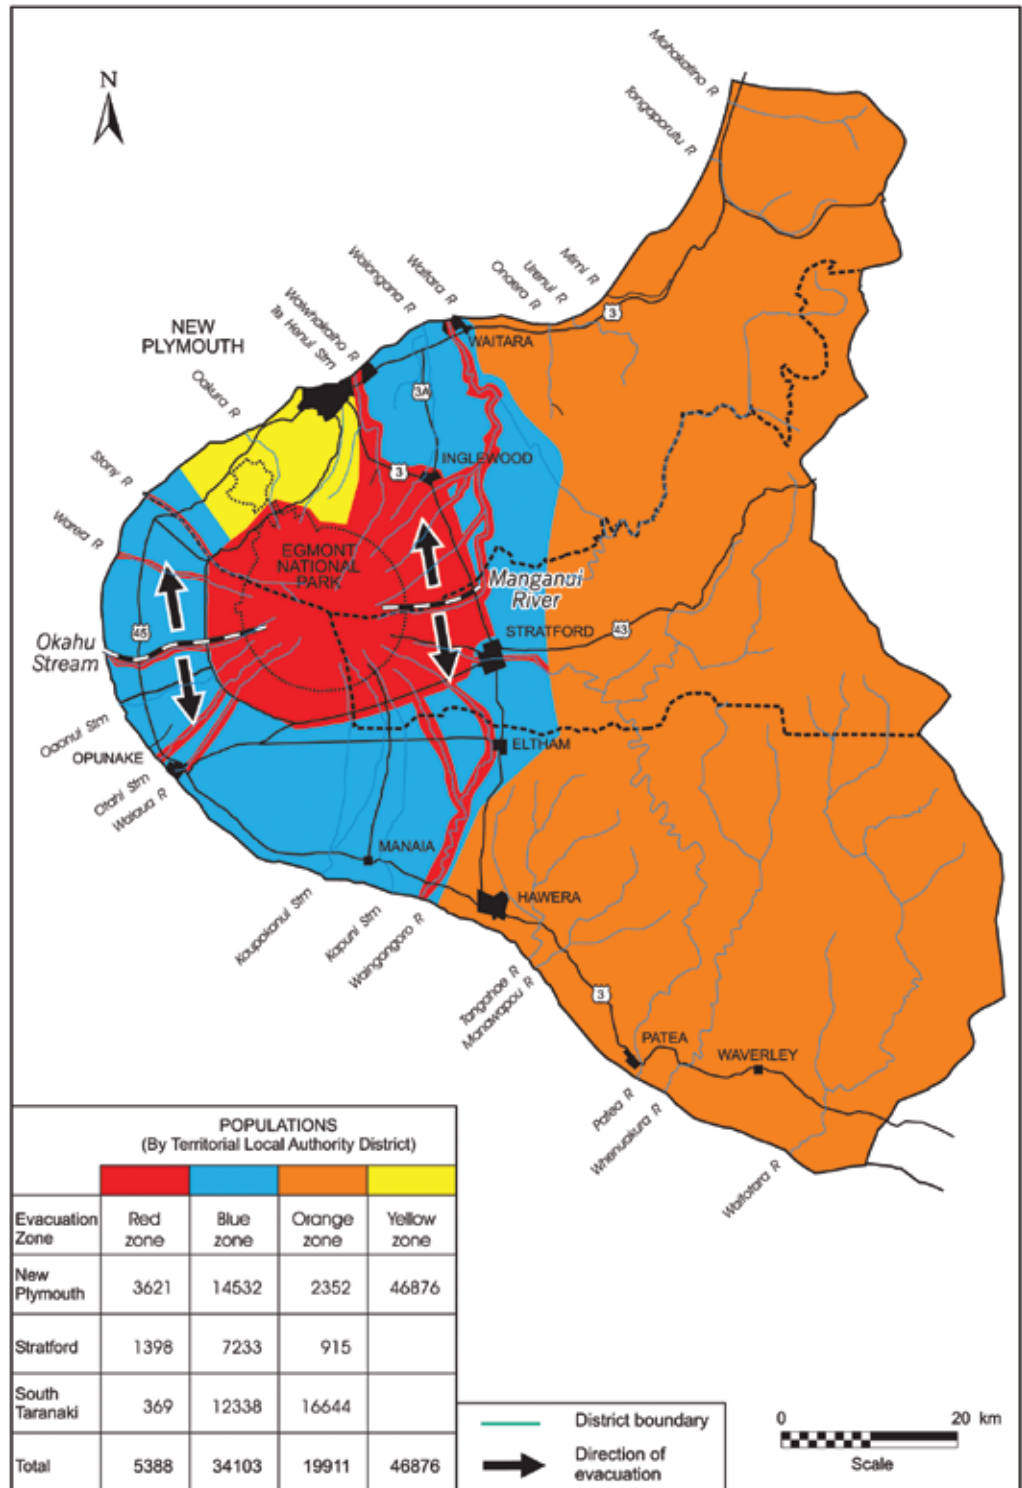 N
Mohakatino R
Tongaporutu R
Mimi R
Urenui R
Onaero R
Waitara R
Waiongana R
Waiwhakaiho R
Te Henui Stm
NEW
PLYMOUTH
Oakura R
Stony R
Warea R
3
WAITARA
3A
INGLEWOOD
3
EGMONT
NATIONAL
PARK
Manganui
River
STRATFORD
43
45
Okahu
Stream
Oaonui Stm
OPUNAKE
Otahi Stm
Waiaua R
ELTHAM
MANAIA
HAWERA
Kaupokonui Stm
Kapuni Stm
Waingongoro R
Tangahoe R
Manawapou R
3
PATEA
WAVERLEY
Patea R
Whenuakura R
Waitotara R
POPULATIONS
(By Territorial Local Authority District)
Evacuation Zone Red zone Blue zone Orange zone Yellow zone
New Plymouth 3621 14532 2352 46876
Stratford 1398 7233 915
South Taranaki 369 12338 16644
Total 5388 34103 19911 46876
District boundary
Direction of
evacuation
0 20 km
Scale